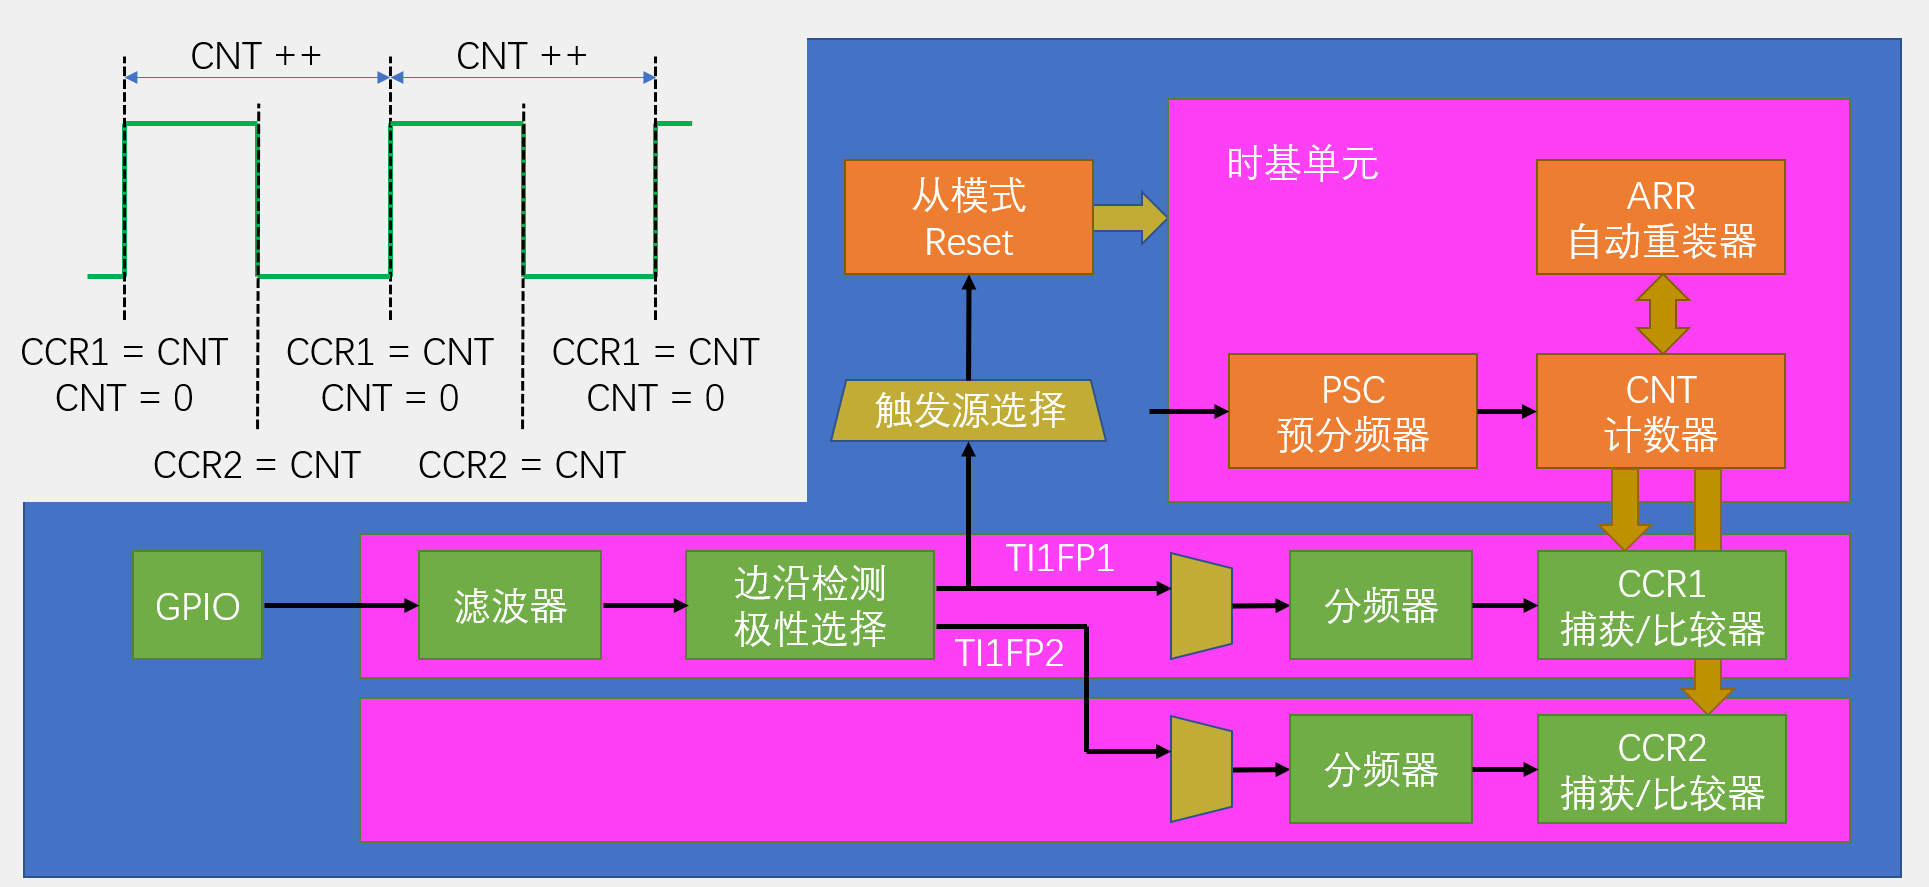 CNT ++
CNT ++
CCR1 = CNT
CNT = 0
CCR1 = CNT
CNT = 0
CCR1 = CNT
CNT = 0
CCR2 = CNT
CCR2 = CNT
从模式
Reset
时基单元
ARR
自动重装器
触发源选择
PSC
预分频器
CNT
计数器
GPIO
滤波器
边沿检测
极性选择
TI1FP1
TI1FP2
分频器
CCR1
捕获/比较器
分频器
CCR2
捕获/比较器